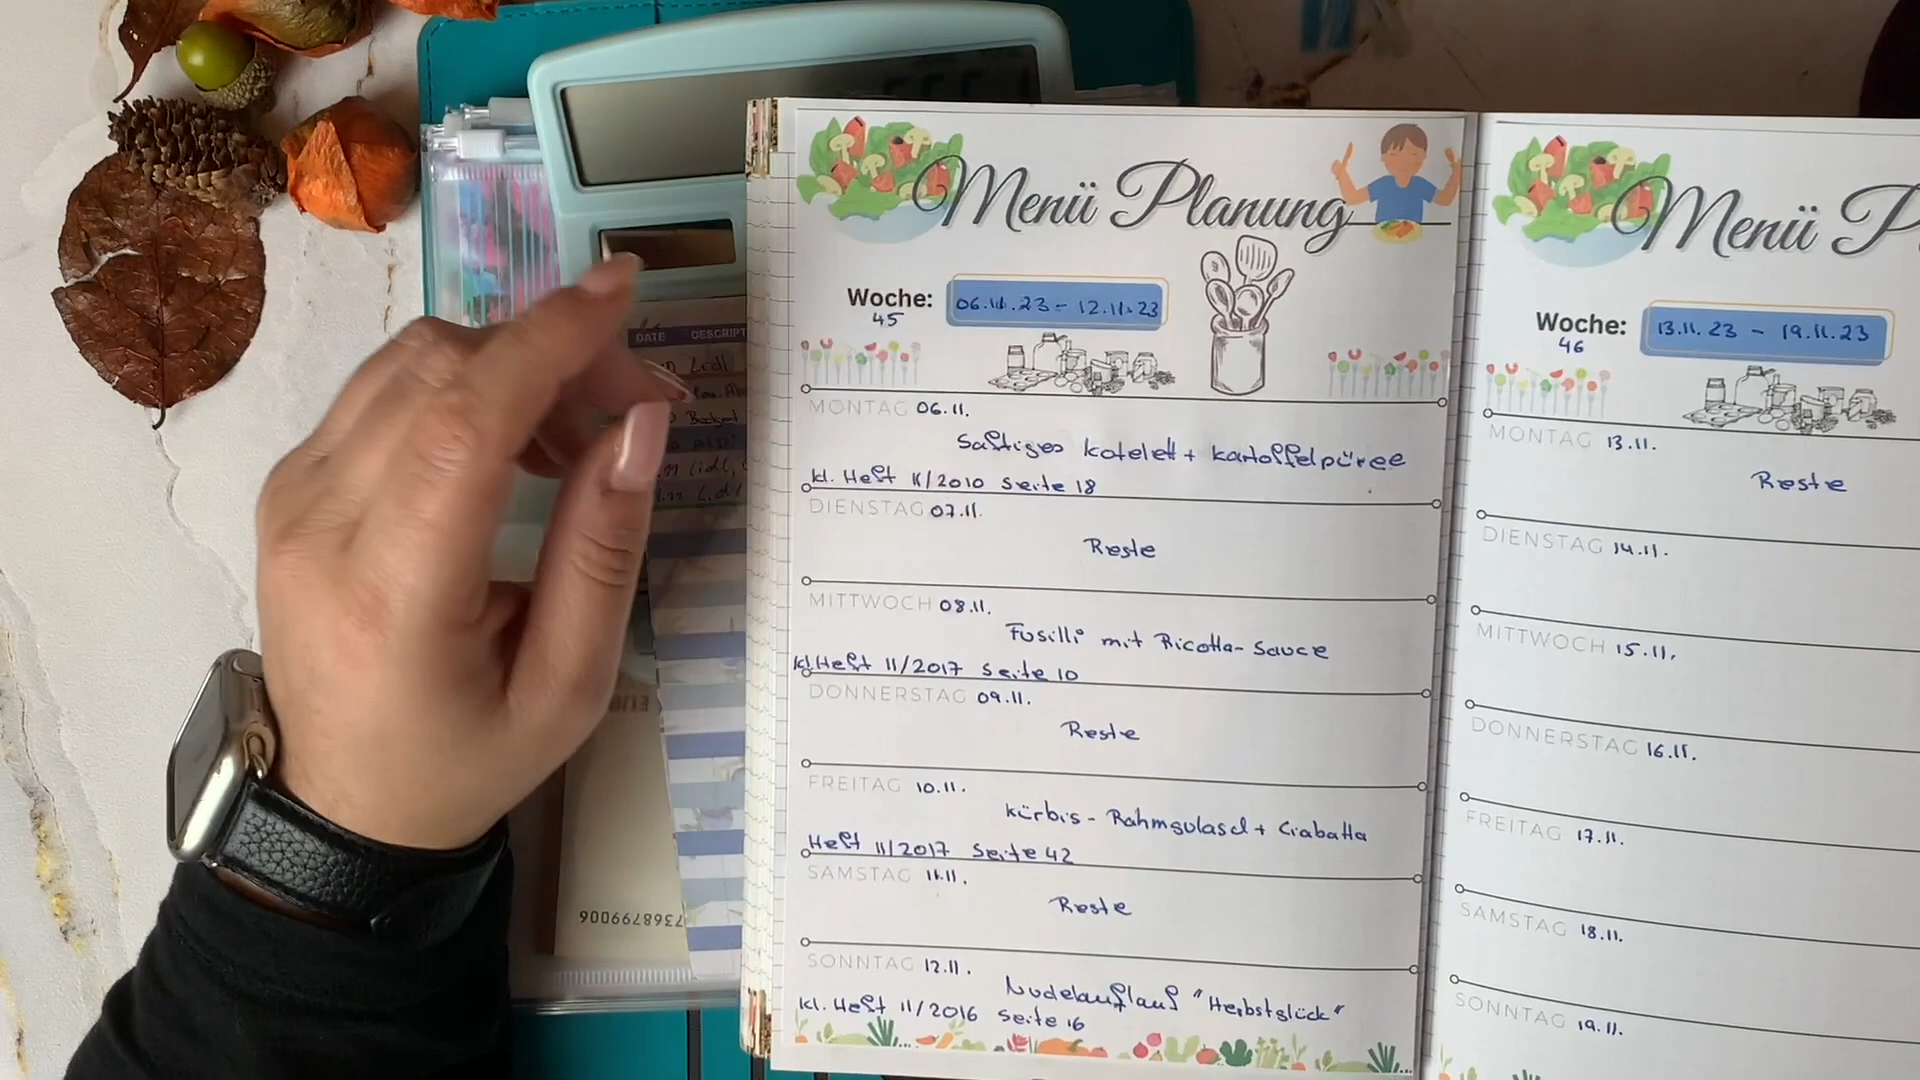 Menü Planung
Woche: 06.11.23 - 12.11.23
45
MONTAG 06.11.
Saftiges Kotelett + Kartoffelpüree
kl. Heft 11/2010 Seite 18
DIENSTAG 07.11.
Reste
MITTWOCH 08.11.
Fusilli mit Ricotta-Sauce
kl. Heft 11/2017 Seite 10
DONNERSTAG 09.11.
Reste
FREITAG 10.11.
Kürbis-Rahmgulasch + Ciabatta
Heft 11/2017 Seite 42
SAMSTAG 11.11.
Reste
SONNTAG 12.11.
Nudelauflauf "Herbstglück"
kl. Heft 11/2016 Seite 16
Menü P
Woche: 13.11.23 - 19.11.23
46
MONTAG 13.11.
Reste
DIENSTAG 14.11.
MITTWOCH 15.11.
DONNERSTAG 16.11.
FREITAG 17.11.
SAMSTAG 18.11.
SONNTAG 19.11.
DATE DESCRIPT
Lidl
7368799006